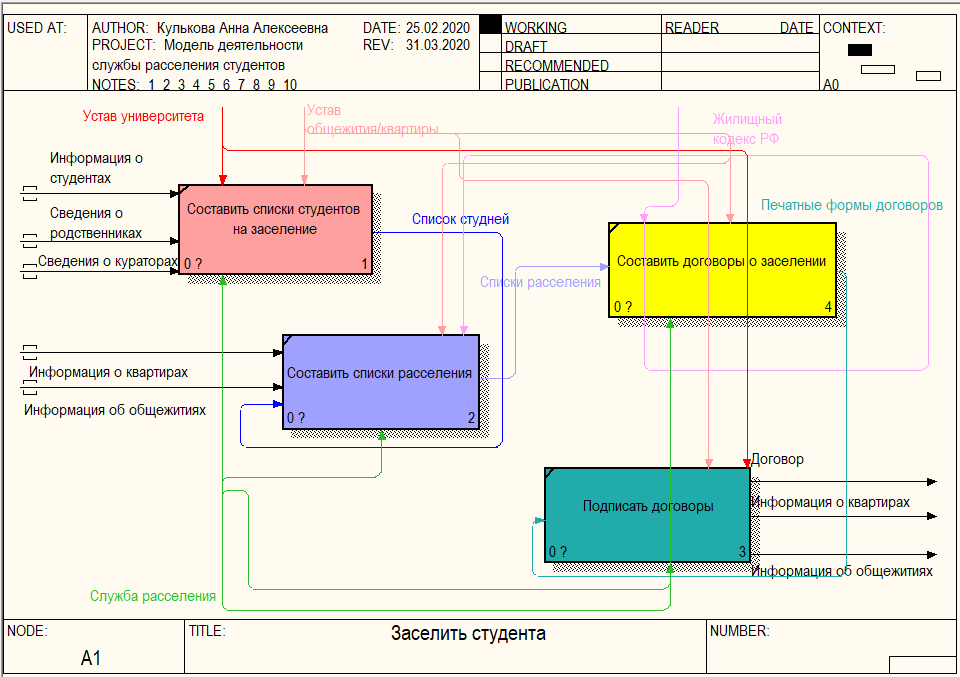 USED AT:
AUTHOR: Кулькова Анна Алексеевна
DATE: 25.02.2020
PROJECT: Модель деятельности
службы расселения студентов
REV: 31.03.2020
NOTES: 1 2 3 4 5 6 7 8 9 10
WORKING
DRAFT
RECOMMENDED
PUBLICATION
READER
DATE
CONTEXT:
A0
Устав университета
Устав
общежития/квартиры
Жилищный
кодекс РФ
Информация о
студентах
Сведения о
родственниках
Сведения о кураторах
Составить списки студентов
на заселение
0 ?
1
Список студней
Печатные формы договоров
Составить договоры о заселении
0 ?
4
Списки расселения
Информация о квартирах
Информация об общежитиях
Составить списки расселения
0 ?
2
Договор
Подписать договоры
0 ?
3
Информация о квартирах
Информация об общежитиях
Служба расселения
NODE:
A1
TITLE:
Заселить студента
NUMBER: